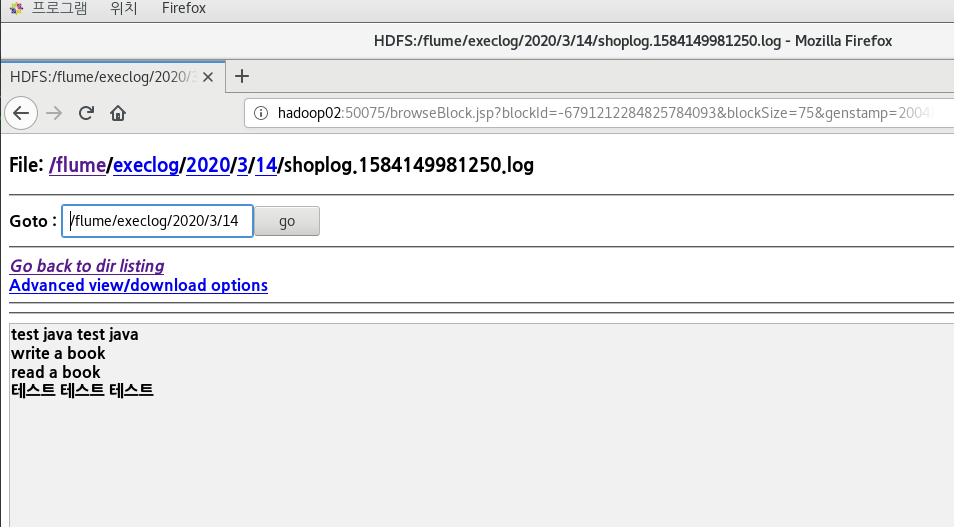 프로그램 위치 Firefox
HDFS:/flume/execlog/2020/3/14/shoplog.1584149981250.log - Mozilla Firefox
HDFS:/flume/execlog/2020/3
hadoop02:50075/browseBlock.jsp?blockId=-6791212284825784093&blockSize=75&genstamp=2004
File: /flume/execlog/2020/3/14/shoplog.1584149981250.log
Goto : /flume/execlog/2020/3/14 go
Go back to dir listing
Advanced view/download options
test java test java
write a book
read a book
테스트 테스트 테스트